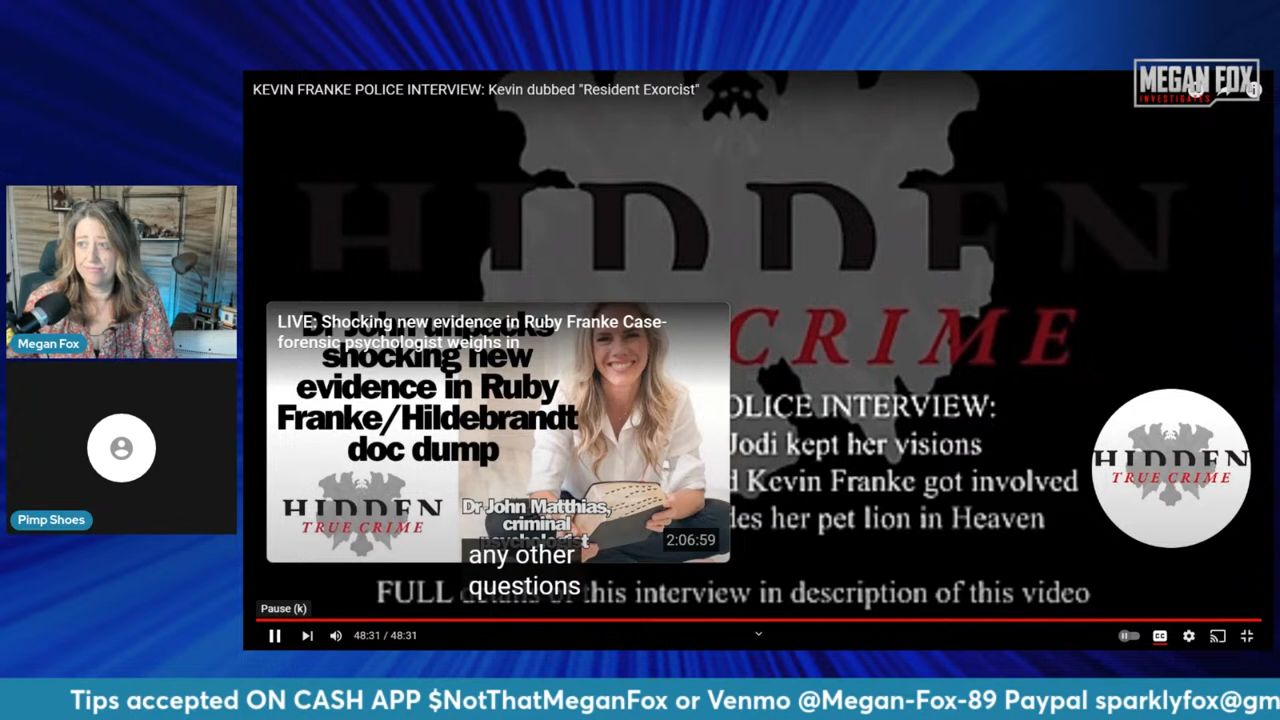 KEVIN FRANKE POLICE INTERVIEW: Kevin dubbed "Resident Exorcist"
MEGAN FOX
INVESTIGATES
HIDDEN
CRIME
LIVE: Shocking new evidence in Ruby Franke Case-
forensic psychologist weighs in
shocking new
evidence in Ruby
Franke/Hildebrandt
doc dump
HIDDEN
TRUE CRIME
Dr John Matthias,
criminal
psychologist
2:06:59
any other
questions
OLICE INTERVIEW:
Jodi kept her visions
d Kevin Franke got involved
des her pet lion in Heaven
FULL details of this interview in description of this video
HIDDEN
TRUE CRIME
Megan Fox
Pimp Shoes
Pause (k)
48:31 / 48:31
CC
Tips accepted ON CASH APP $NotThatMeganFox or Venmo @Megan-Fox-89 Paypal sparklyfox@gm